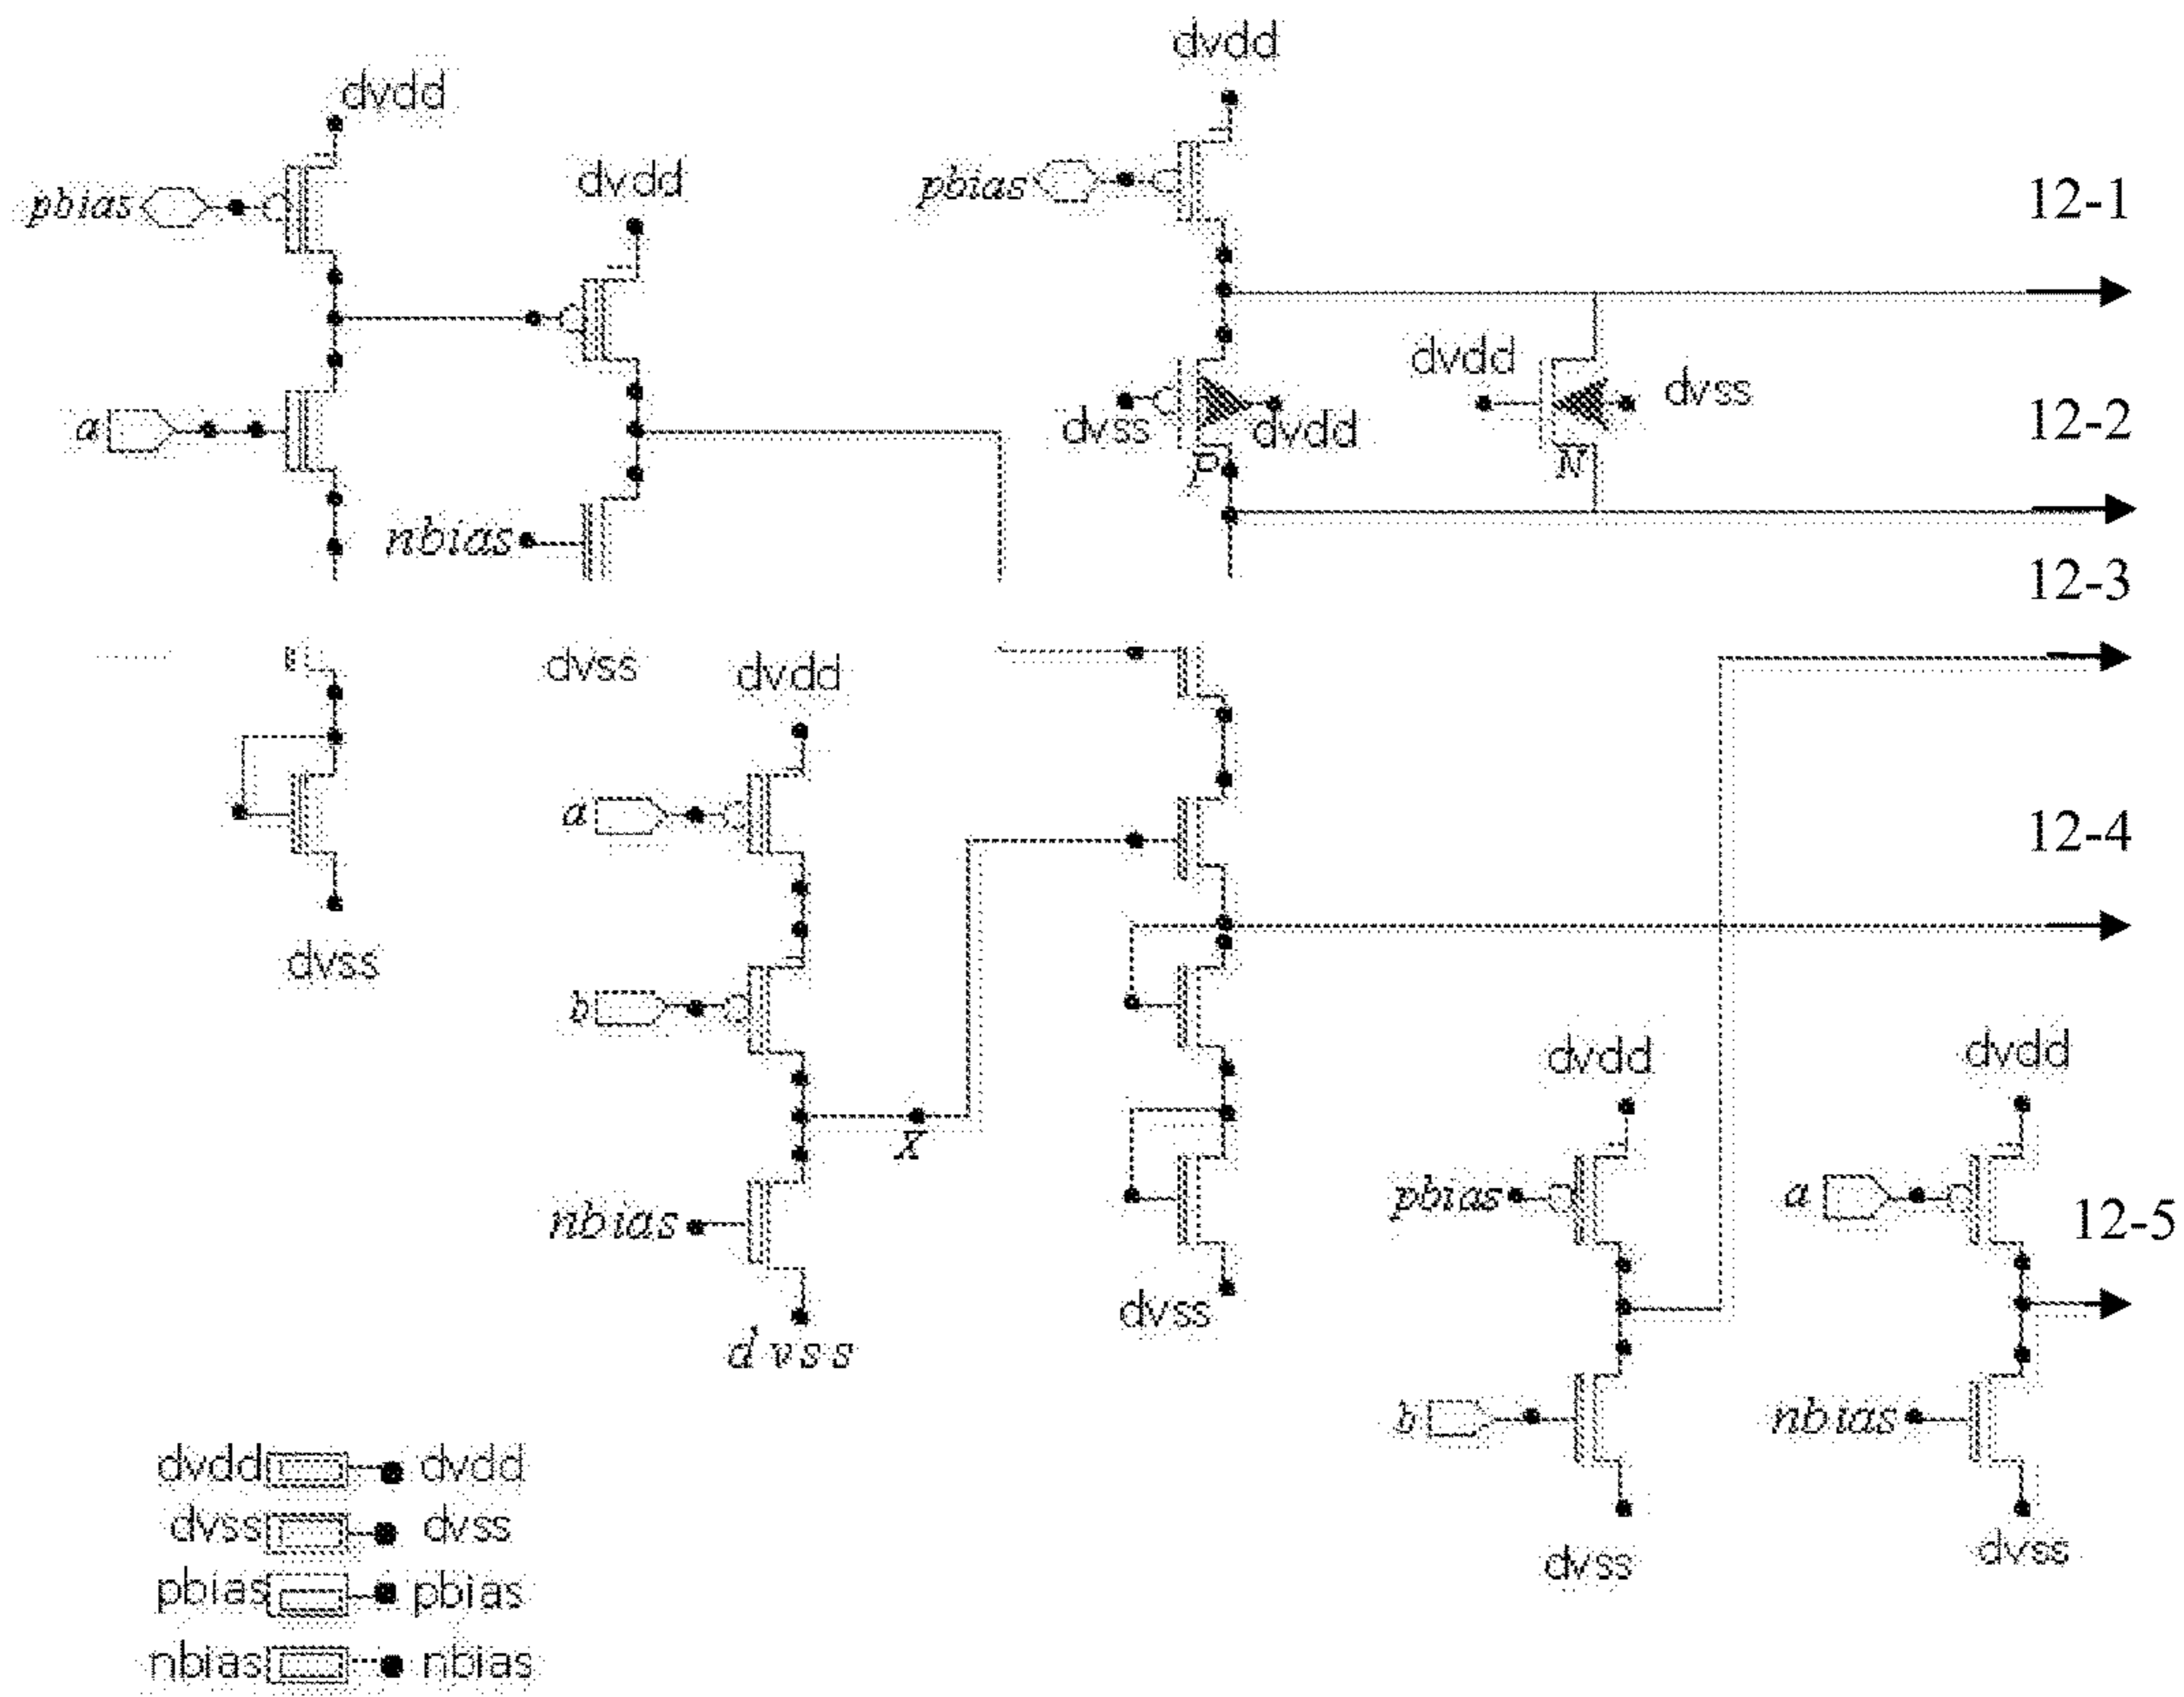 dvdd
dvdd
pbias
dvdd
pbias
12-1
dvdd
dvss
a
dvss
dvdd
12-2
P
N
nbias
12-3
dvss
dvdd
a
12-4
dvss
b
dvdd
dvdd
X
pbias
a
12-5
nbias
dvss
dvss
b
nbias
dvdd
dvdd
dvss
dvss
dvss
dvss
pbias
pbias
nbias
nbias